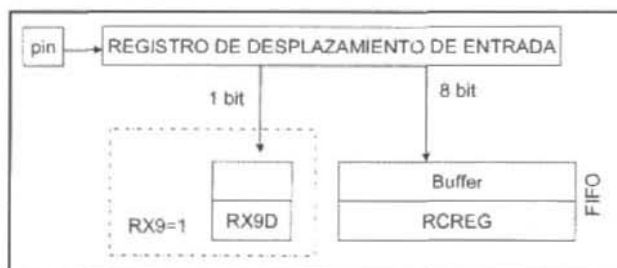 pin
REGISTRO DE DESPLAZAMIENTO DE ENTRADA
1 bit
8 bit
Buffer
RX9=1
RX9D
RCREG
FIFO